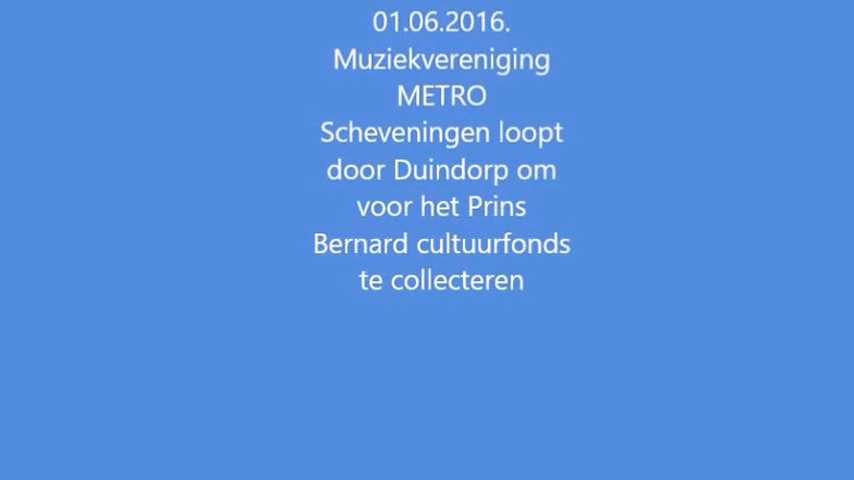 01.06.2016.
Muziekvereniging
METRO
Scheveningen loopt
door Duindorp om
voor het Prins
Bernard cultuurfonds
te collecteren